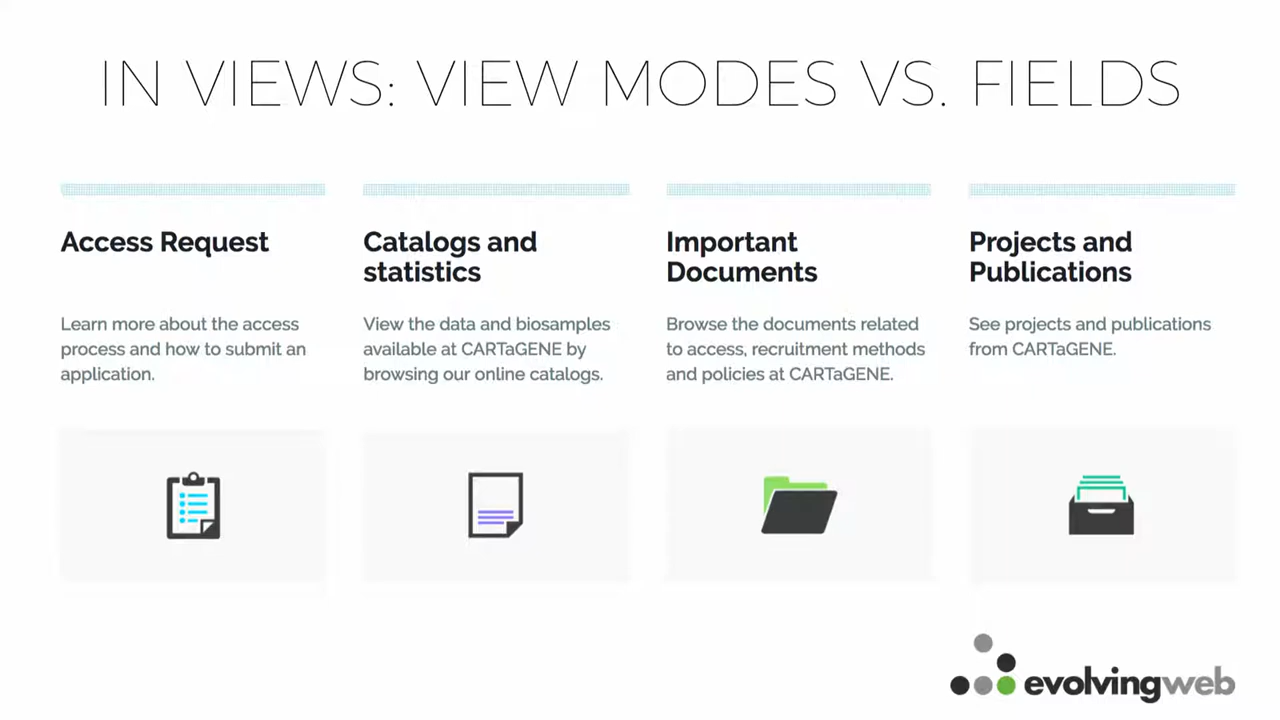 IN VIEWS: VIEW MODES VS. FIELDS
Access Request
Learn more about the access
process and how to submit an
application.
Catalogs and
statistics
View the data and biosamples
available at CARTaGENE by
browsing our online catalogs.
Important
Documents
Browse the documents related
to access, recruitment methods
and policies at CARTaGENE.
Projects and
Publications
See projects and publications
from CARTaGENE.
evolvingweb